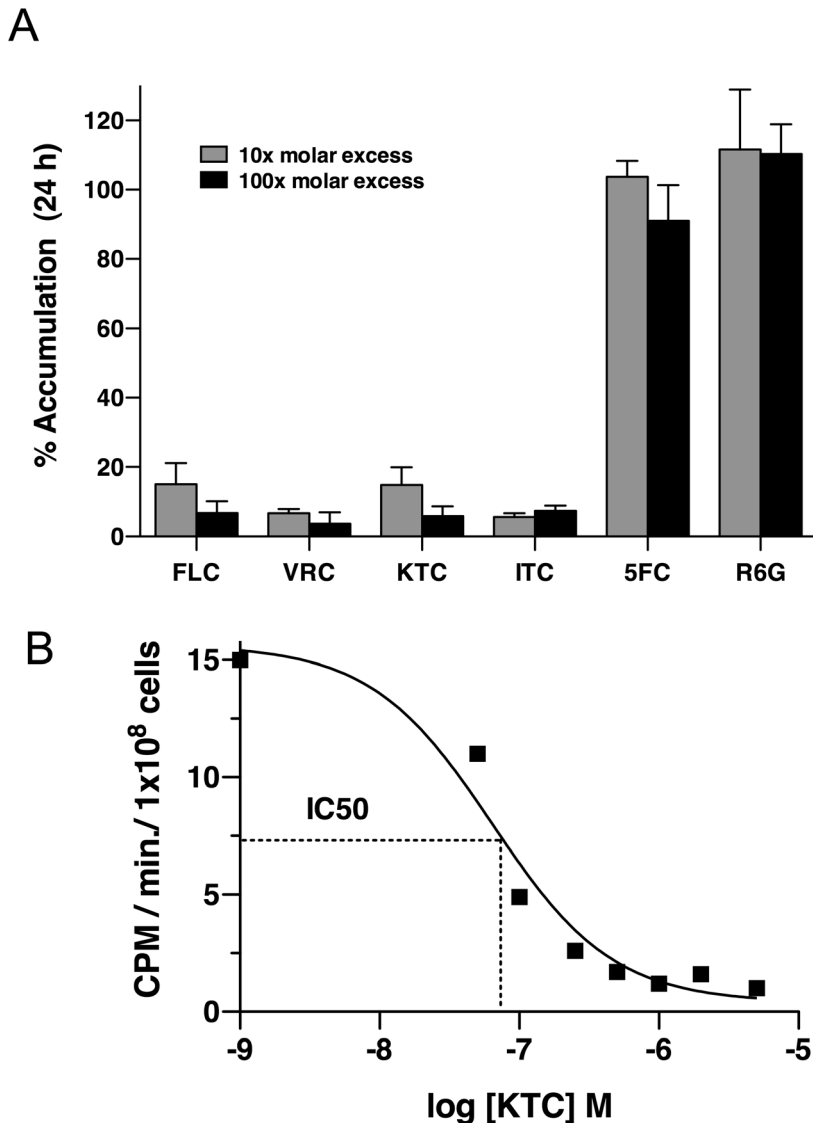 A
% Accumulation (24 h)
120
100
80
60
40
20
0
10x molar excess
100x molar excess
FLC VRC KTC ITC 5FC R6G
B
CPM / min./ 1x10⁸ cells
15
10
5
0
IC50
-9 -8 -7 -6 -5
log [KTC] M